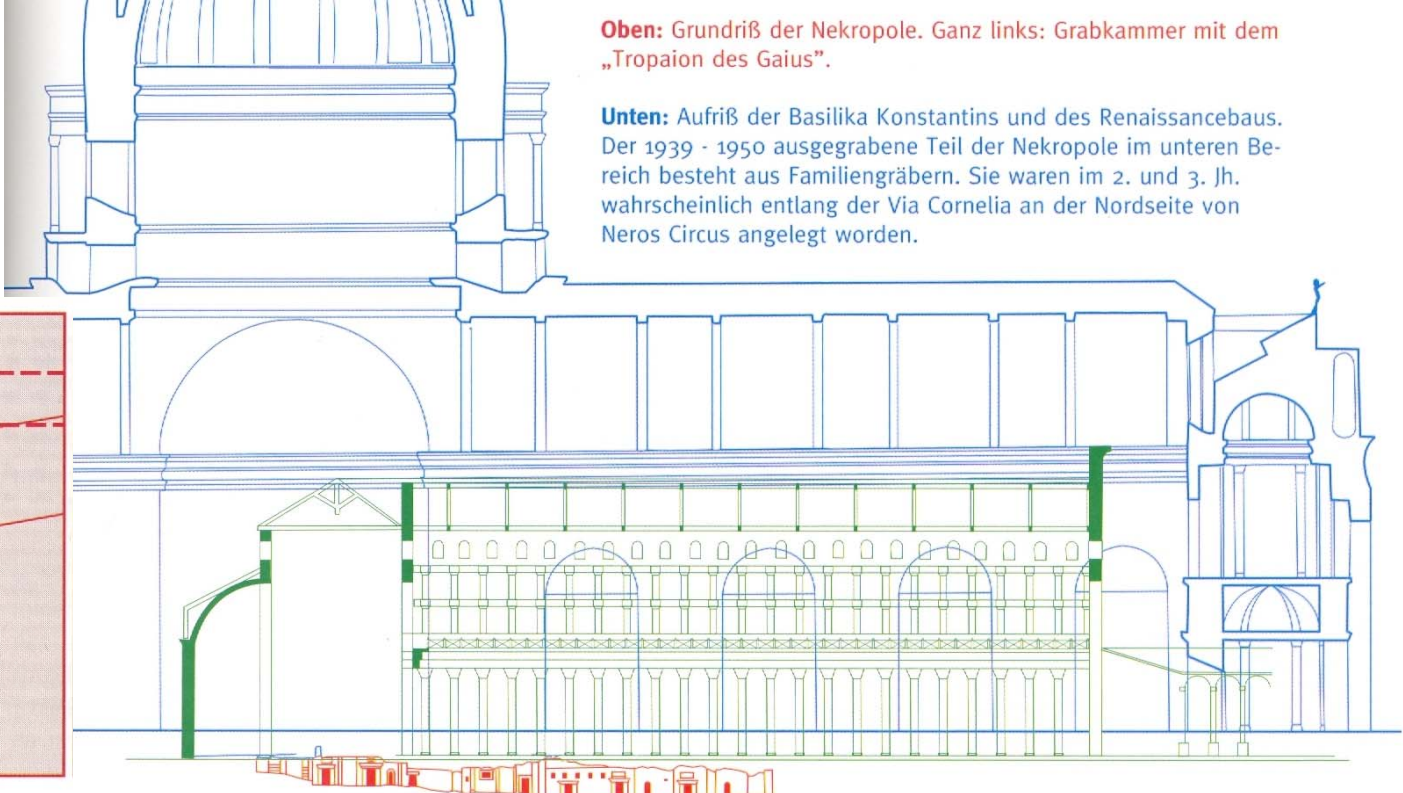 Oben: Grundriß der Nekropole. Ganz links: Grabkammer mit dem
„Tropaion des Gaius”.
Unten: Aufriß der Basilika Konstantins und des Renaissancebaus.
Der 1939 - 1950 ausgegrabene Teil der Nekropole im unteren Be-
reich besteht aus Familiengräbern. Sie waren im 2. und 3. Jh.
wahrscheinlich entlang der Via Cornelia an der Nordseite von
Neros Circus angelegt worden.